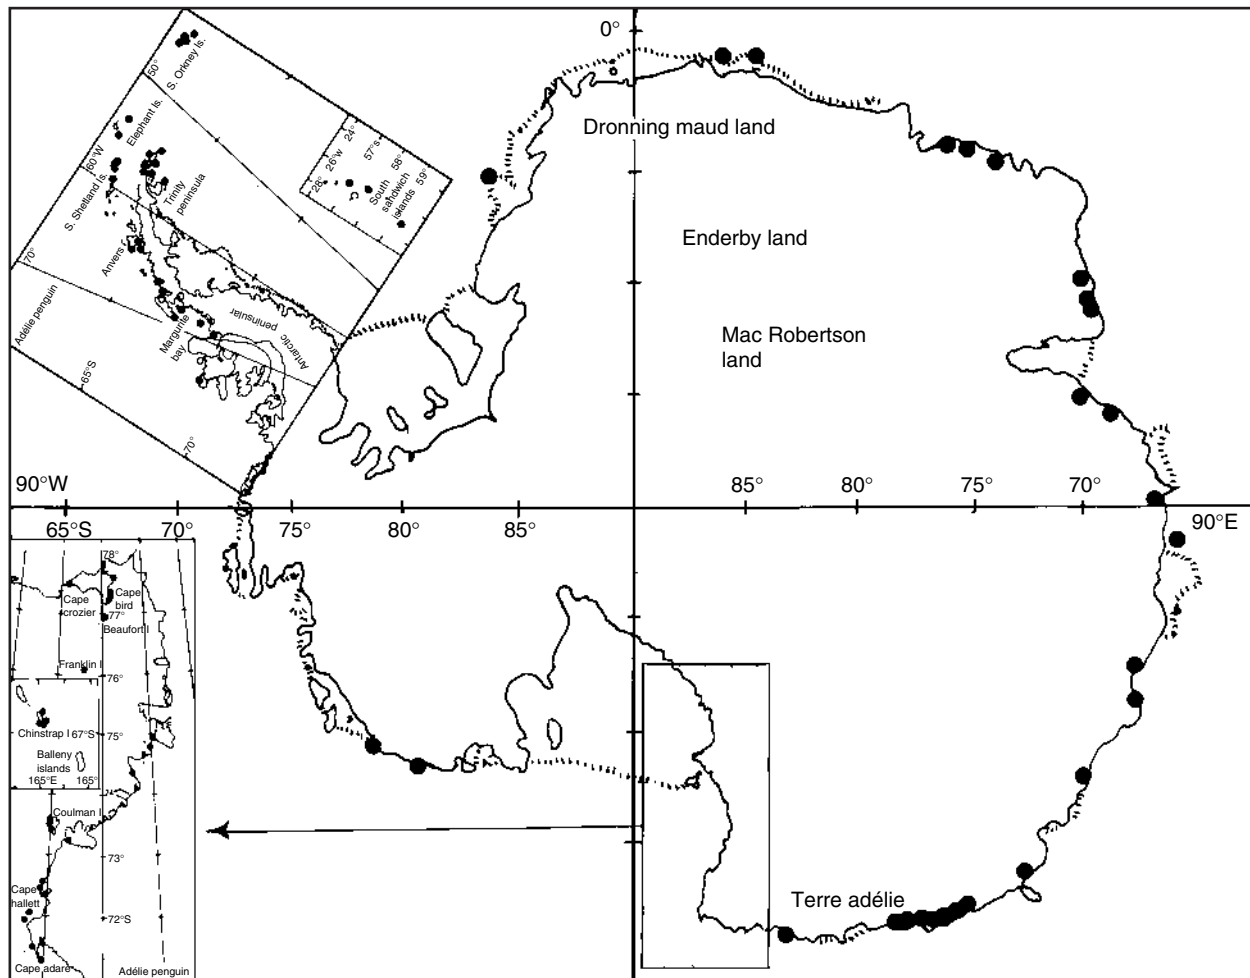 0°
50°
S. Orkney Is.
Elephant Is.
60°W
S. Shetland Is.
Trinity
peninsula
24°
26°w
28°
57°s
58°
59°
South
sandwich
islands
Dronning maud land
Enderby land
Mac Robertson
land
70°
Anvers
Margurite
bay
Antarctic
peninsular
Adélie penguin
65°S
70°
90°W
65°S
70°
75
80
85°
85°
80°
75°
70°
90°E
78°
Cape
crozier
Cape
bird
77°
Beaufort I
Franklin I
76°
Chinstrap I
67°S
75°
Balleny
islands
165°E
165°
74°
Coulman I
73°
Cape
hallett
72°S
Cape adare
Adélie penguin
Terre adélie